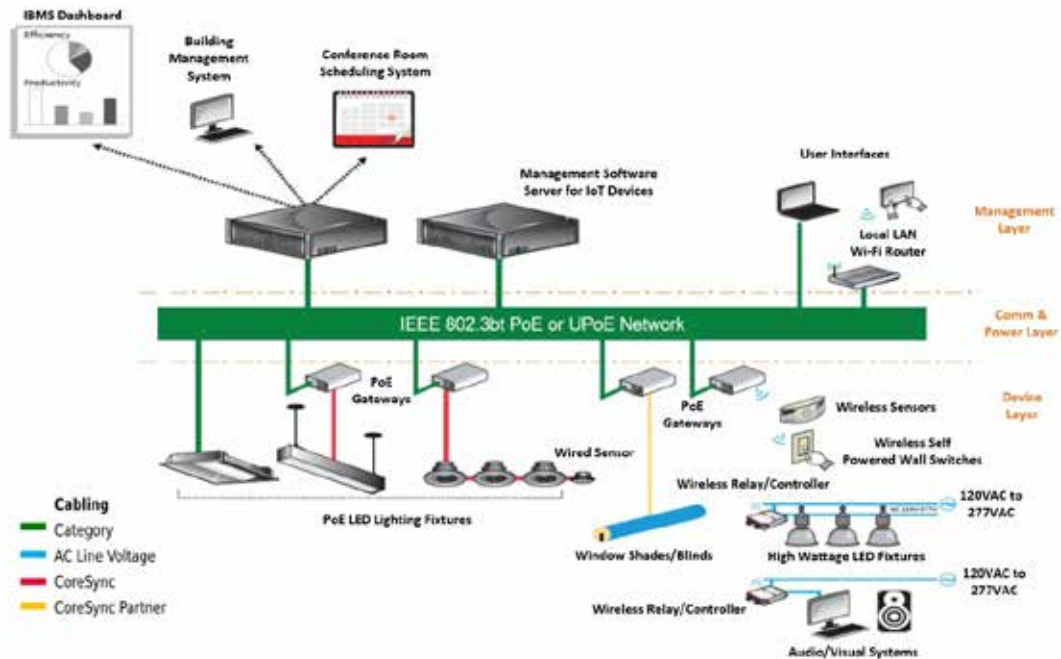 IBMS Dashboard
Efficiency
Productivity
Building
Management
System
Conference Room
Scheduling System
Management Software
Server for IoT Devices
User Interfaces
Local LAN
Wi-Fi Router
Management
Layer
IEEE 802.3bt PoE or UPoE Network
Comm &
Power Layer
PoE
Gateways
PoE
Gateways
Device
Layer
Wireless Sensors
Wireless Self
Powered Wall Switches
Wired Sensor
PoE LED Lighting Fixtures
Window Shades/Blinds
Wireless Relay/Controller
120VAC to
277VAC
High Wattage LED Fixtures
Wireless Relay/Controller
120VAC to
277VAC
Audio/Visual Systems
Cabling
Category
AC Line Voltage
CoreSync
CoreSync Partner